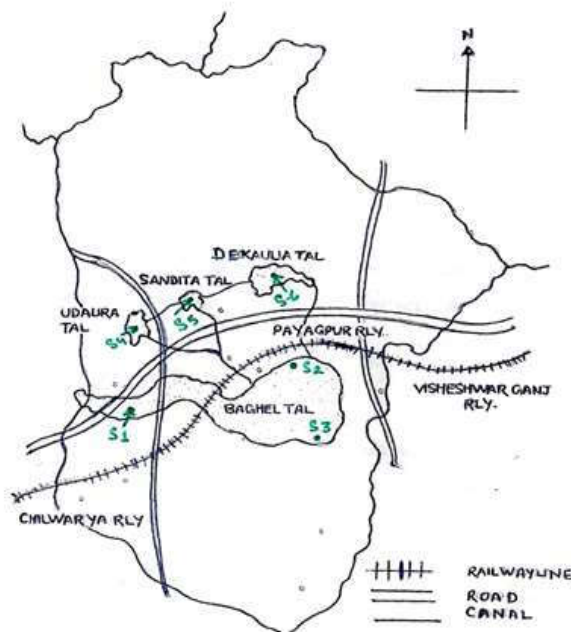 N
DEKAULIA TAL
SANDITA TAL
S6
UDAURA
TAL
S5
S4
PAYAGPUR RLY.
S2
VISHESHWAR GANJ
RLY.
BAGHEL TAL
S1
S3
CHILWARYA RLY
RAILWAYLINE
ROAD
CANAL